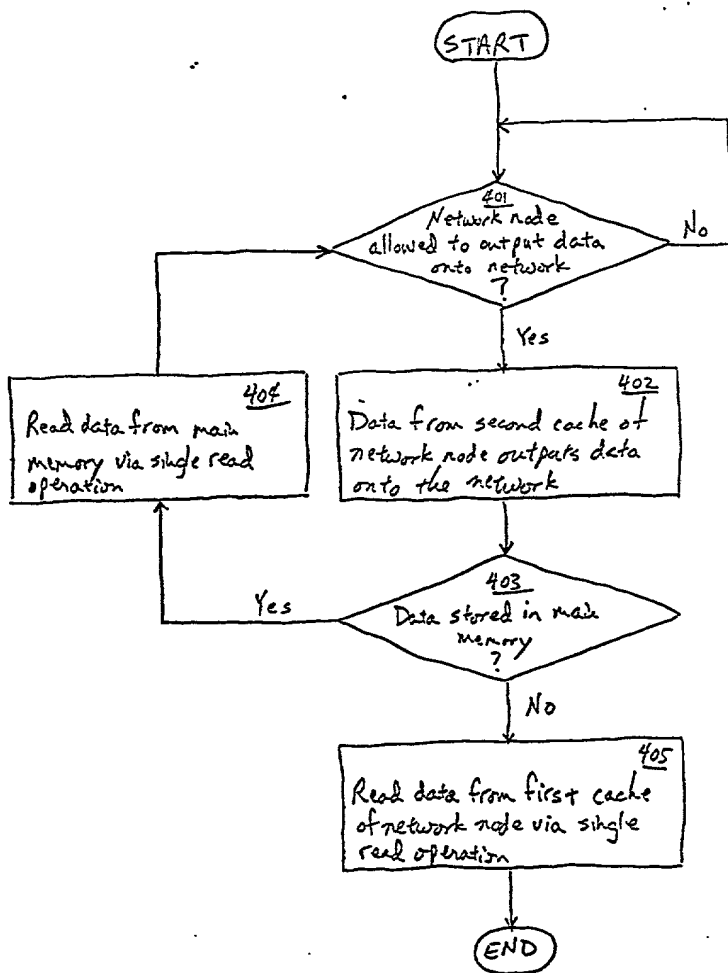 START
401
Network node
allowed to output data
onto network
?
No
Yes
404
Read data from main
memory via single read
operation
402
Data from second cache of
network node outputs data
onto the network
403
Data stored in main
memory
?
Yes
No
405
Read data from first cache
of network node via single
read operation
END